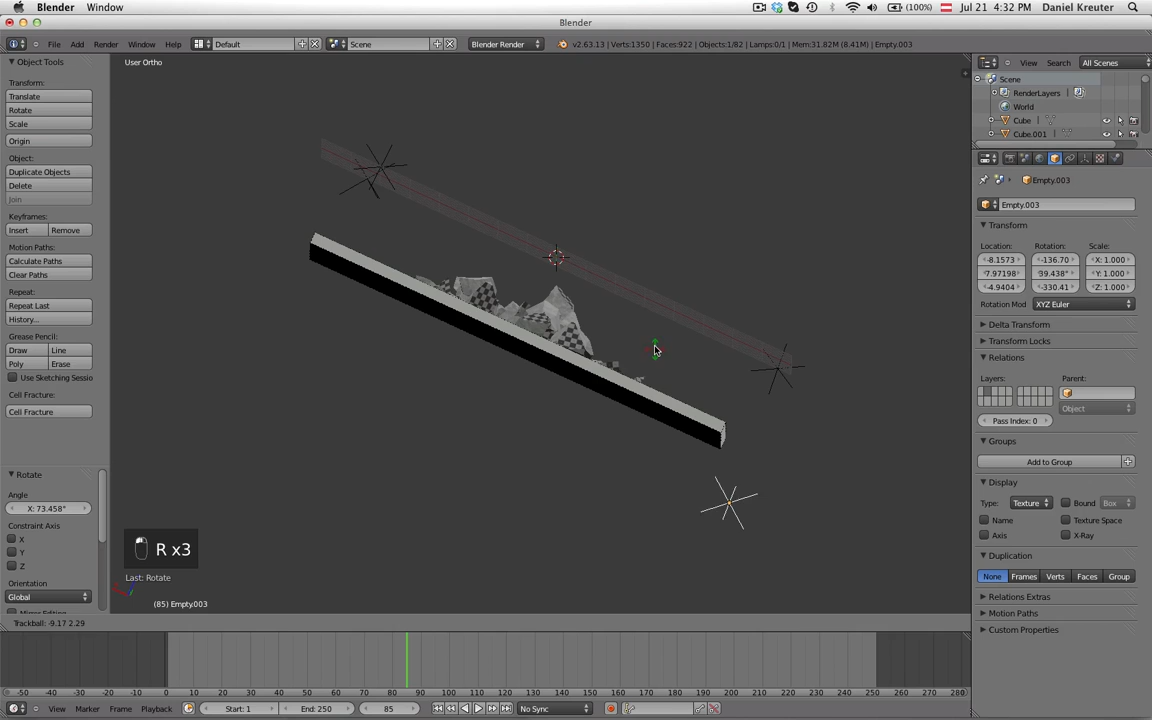 Blender Window (100%) Jul 21 4:32 PM Daniel Kreuter
Blender
File Add Render Window Help Default Scene Blender Render v2.63.13 | Verts:1350 | Faces:922 | Objects:1/82 | Lamps:0/1 | Mem:31.82M (8.41M) | Empty.003
Object Tools
Transform:
Translate
Rotate
Scale
Origin
Object:
Duplicate Objects
Delete
Join
Keyframes:
Insert Remove
Motion Paths:
Calculate Paths
Clear Paths
Repeat:
Repeat Last
History...
Grease Pencil:
Draw Line
Poly Erase
Use Sketching Sessio
Cell Fracture:
Cell Fracture
Rotate
Angle
X: 73.458°
Constraint Axis
X
Y
Z
Orientation
Global
User Ortho
R x3
Last: Rotate
(85) Empty.003
Trackball: -9.17 2.29
View Search All Scenes
Scene
RenderLayers
World
Cube
Cube.001
Empty.003
Empty.003
Transform
Location: Rotation: Scale:
-8.1573 -136.70 X: 1.000
7.97198 39.438° Y: 1.000
-4.9404 -330.41 Z: 1.000
Rotation Mod XYZ Euler
Delta Transform
Transform Locks
Relations
Layers: Parent:
Object
Pass Index: 0
Groups
Add to Group
Display
Type: Texture Bound Box
Name Texture Space
Axis X-Ray
Duplication
None Frames Verts Faces Group
Relations Extras
Motion Paths
Custom Properties
-50 -40 -30 -20 -10 0 10 20 30 40 50 60 70 80 90 100 110 120 130 140 150 160 170 180 190 200 210 220 230 240 250 260 270 280
View Marker Frame Playback Start: 1 End: 250 85 No Sync